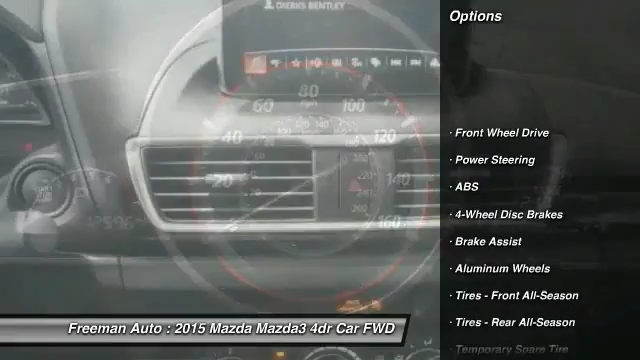 DIERKS BENTLEY
Options
80
60
100
40
120
20
140
160
· Front Wheel Drive
· Power Steering
· ABS
· 4-Wheel Disc Brakes
· Brake Assist
· Aluminum Wheels
· Tires - Front All-Season
· Tires - Rear All-Season
· Temporary Spare Tire
Freeman Auto : 2015 Mazda Mazda3 4dr Car FWD